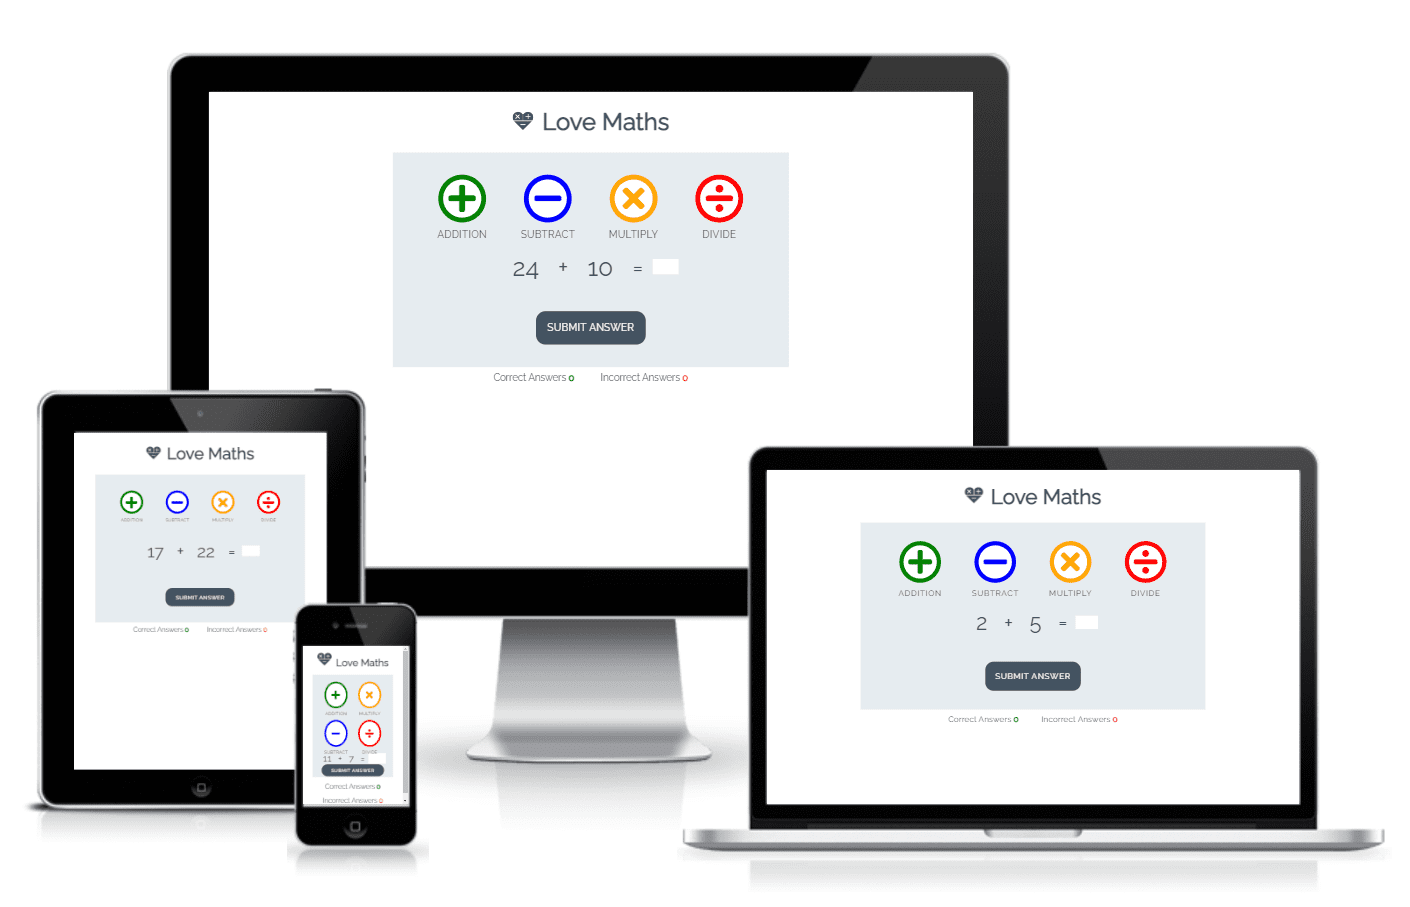 Love Maths
ADDITION SUBTRACT MULTIPLY DIVIDE
24 + 10 =
SUBMIT ANSWER
Correct Answers 0 Incorrect Answers 0
Love Maths
ADDITION SUBTRACT MULTIPLY DIVIDE
17 + 22 =
SUBMIT ANSWER
Correct Answers 0 Incorrect Answers 0
Love Maths
ADDITION MULTIPLY
SUBTRACT DIVIDE
11 + 7 =
SUBMIT ANSWER
Correct Answers 0
Incorrect Answers 0
Love Maths
ADDITION SUBTRACT MULTIPLY DIVIDE
2 + 5 =
SUBMIT ANSWER
Correct Answers 0 Incorrect Answers 0